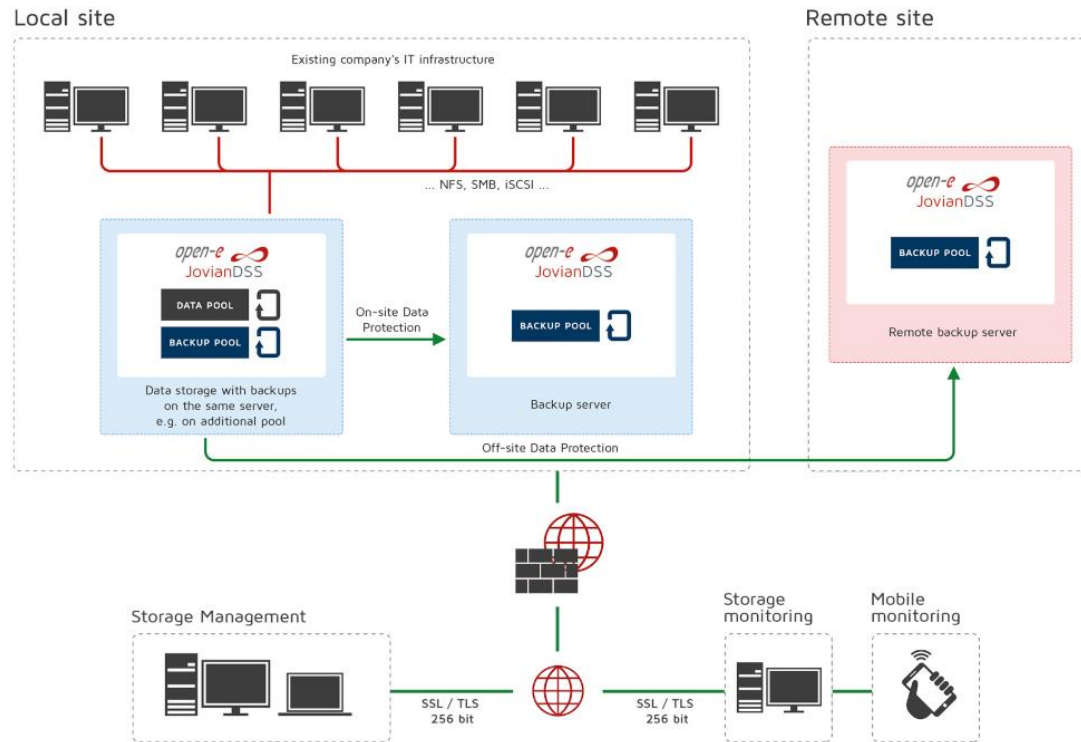 Local site
Remote site
Existing company's IT infrastructure
... NFS, SMB, iSCSI ...
open-e
JovianDSS
DATA POOL
BACKUP POOL
Data storage with backups
on the same server,
e.g. on additional pool
On-site Data
Protection
open-e
JovianDSS
BACKUP POOL
Backup server
open-e
JovianDSS
BACKUP POOL
Remote backup server
Off-site Data Protection
Storage Management
SSL / TLS
256 bit
SSL / TLS
256 bit
Storage
monitoring
Mobile
monitoring